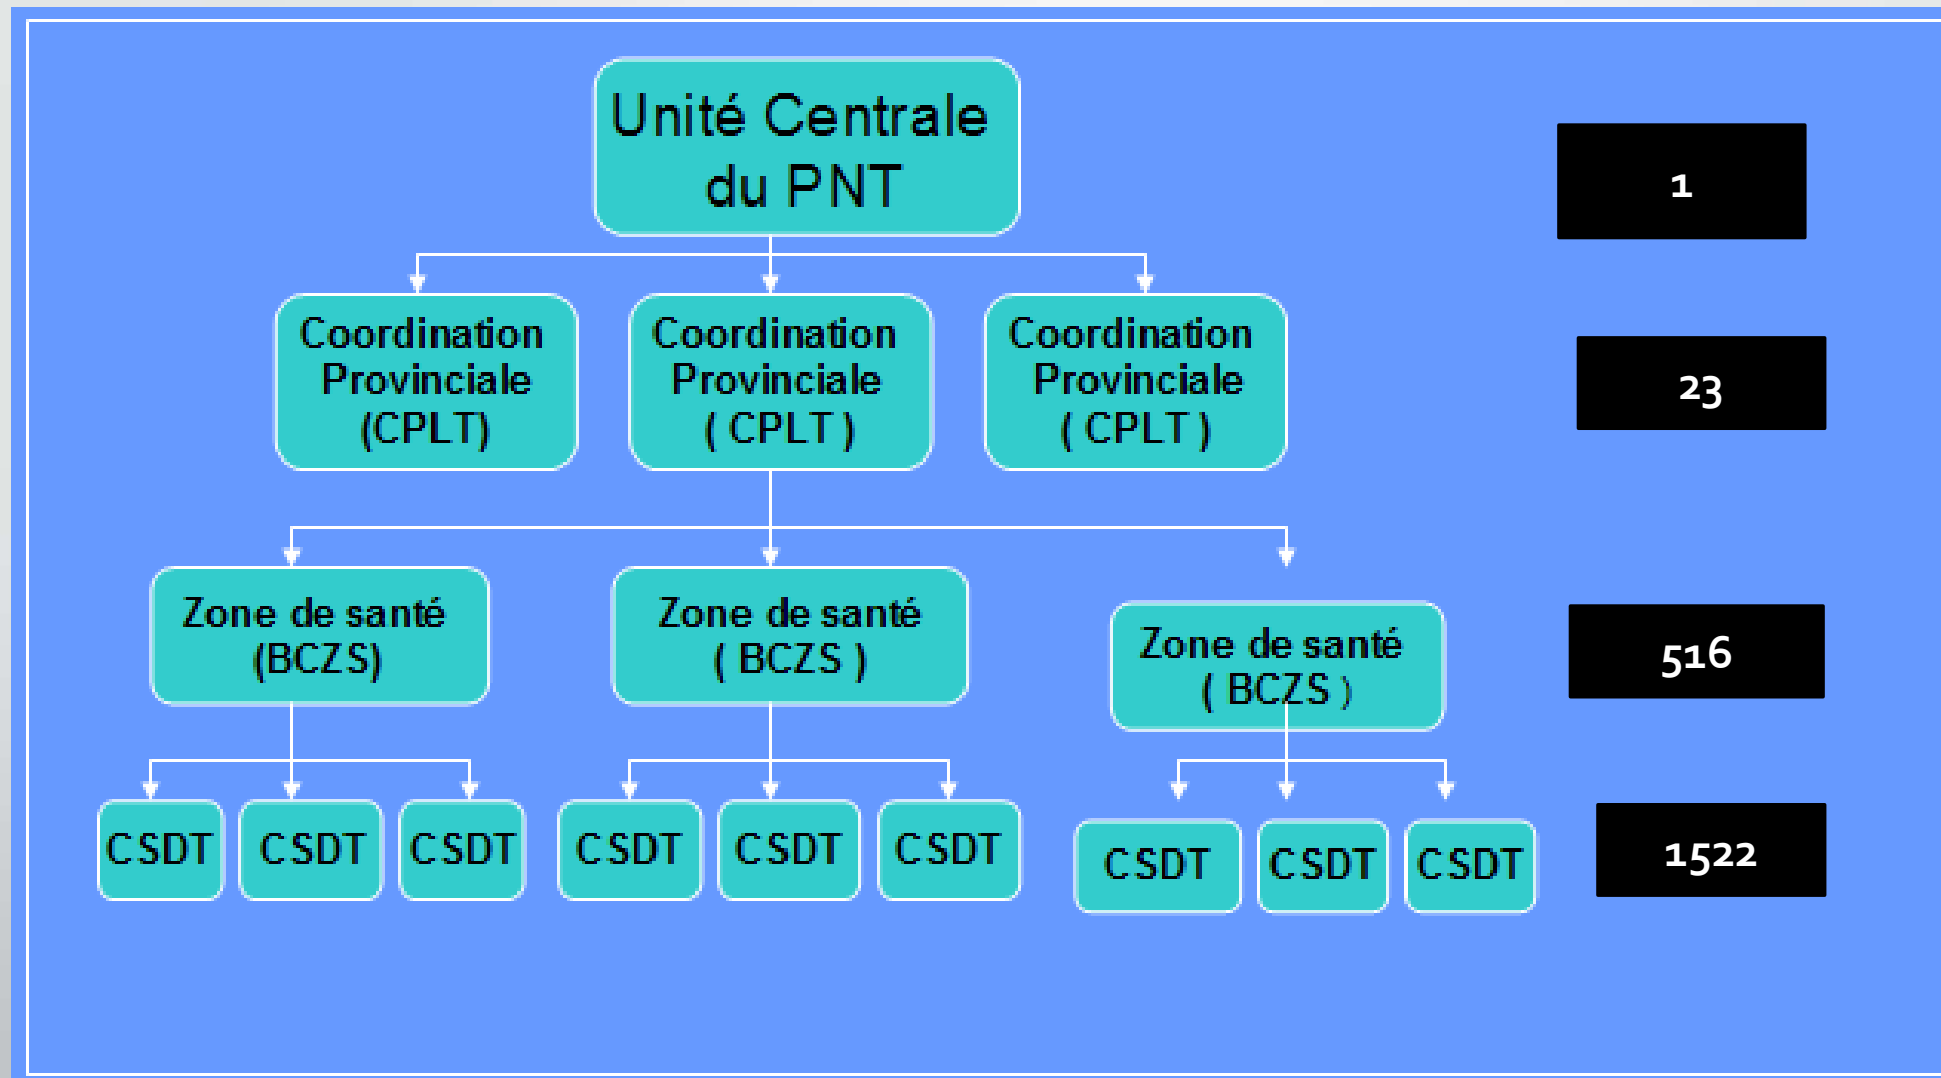 Unité Centrale
du PNT
1
Coordination
Provinciale
(CPLT)
Coordination
Provinciale
( CPLT )
Coordination
Provinciale
( CPLT )
23
Zone de santé
(BCZS)
Zone de santé
( BCZS )
Zone de santé
( BCZS )
516
CSDT
CSDT
CSDT
CSDT
CSDT
CSDT
CSDT
CSDT
CSDT
1522